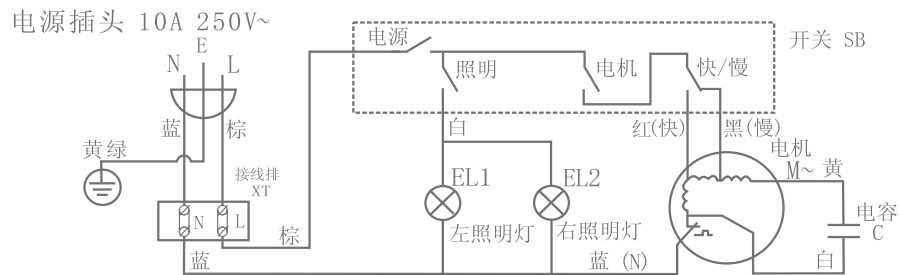 电源插头 10A 250V~
E
N
L
蓝
棕
黄绿
接线排
XT
N
L
蓝
棕
电源
照明
电机
快/慢
开关 SB
白
红(快)
黑(慢)
EL1
EL2
左照明灯
右照明灯
电机
M~
黄
电容
C
白
蓝 (N)